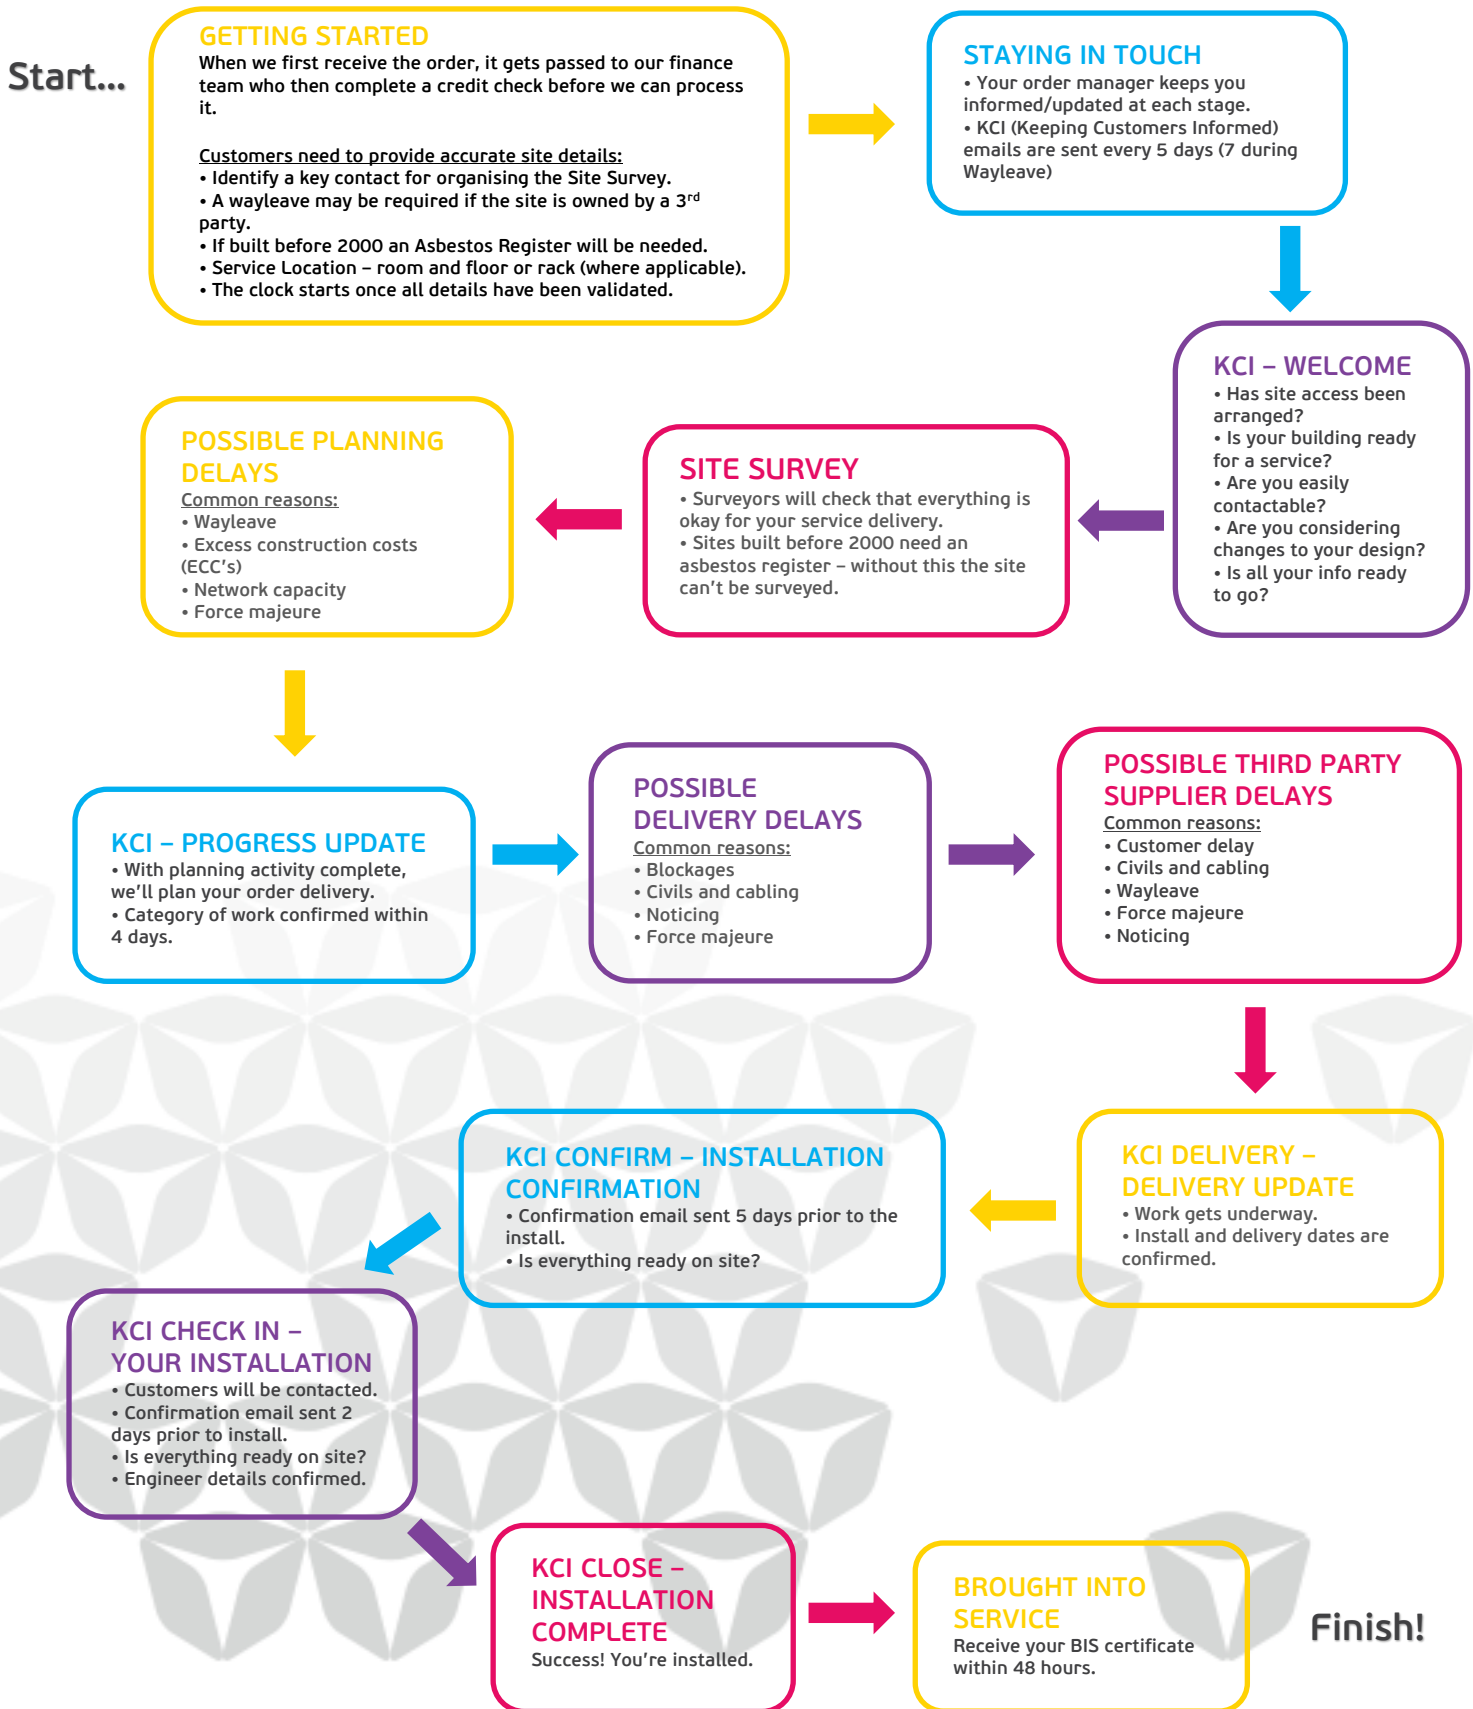 Start...
GETTING STARTED
When we first receive the order, it gets passed to our finance
team who then complete a credit check before we can process
it.
Customers need to provide accurate site details:
• Identify a key contact for organising the Site Survey.
• A wayleave may be required if the site is owned by a 3rd
party.
• If built before 2000 an Asbestos Register will be needed.
• Service Location – room and floor or rack (where applicable).
• The clock starts once all details have been validated.
STAYING IN TOUCH
• Your order manager keeps you
informed/updated at each stage.
• KCI (Keeping Customers Informed)
emails are sent every 5 days (7 during
Wayleave)
KCI – WELCOME
• Has site access been
arranged?
• Is your building ready
for a service?
• Are you easily
contactable?
• Are you considering
changes to your design?
• Is all your info ready
to go?
SITE SURVEY
• Surveyors will check that everything is
okay for your service delivery.
• Sites built before 2000 need an
asbestos register – without this the site
can't be surveyed.
POSSIBLE PLANNING
DELAYS
Common reasons:
• Wayleave
• Excess construction costs
(ECC's)
• Network capacity
• Force majeure
KCI – PROGRESS UPDATE
• With planning activity complete,
we'll plan your order delivery.
• Category of work confirmed within
4 days.
POSSIBLE
DELIVERY DELAYS
Common reasons:
• Blockages
• Civils and cabling
• Noticing
• Force majeure
POSSIBLE THIRD PARTY
SUPPLIER DELAYS
Common reasons:
• Customer delay
• Civils and cabling
• Wayleave
• Force majeure
• Noticing
KCI DELIVERY –
DELIVERY UPDATE
• Work gets underway.
• Install and delivery dates are
confirmed.
KCI CONFIRM – INSTALLATION
CONFIRMATION
• Confirmation email sent 5 days prior to the
install.
• Is everything ready on site?
KCI CHECK IN –
YOUR INSTALLATION
• Customers will be contacted.
• Confirmation email sent 2
days prior to install.
• Is everything ready on site?
• Engineer details confirmed.
KCI CLOSE –
INSTALLATION
COMPLETE
Success! You're installed.
BROUGHT INTO
SERVICE
Receive your BIS certificate
within 48 hours.
Finish!